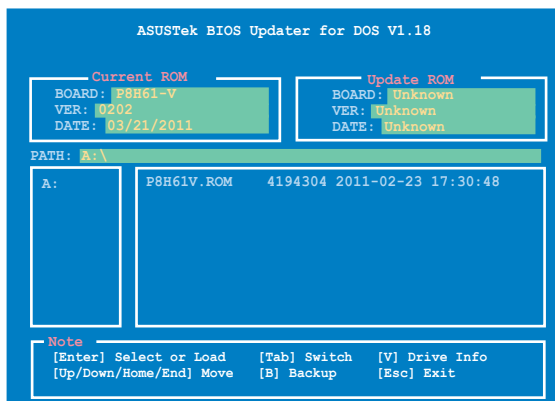 ASUSTek BIOS Updater for DOS V1.18
Current ROM
BOARD: P8H61-V
VER: 0202
DATE: 03/21/2011
Update ROM
BOARD: Unknown
VER: Unknown
DATE: Unknown
PATH: A:\
A:
P8H61V.ROM 4194304 2011-02-23 17:30:48
Note
[Enter] Select or Load [Tab] Switch [V] Drive Info
[Up/Down/Home/End] Move [B] Backup [Esc] Exit